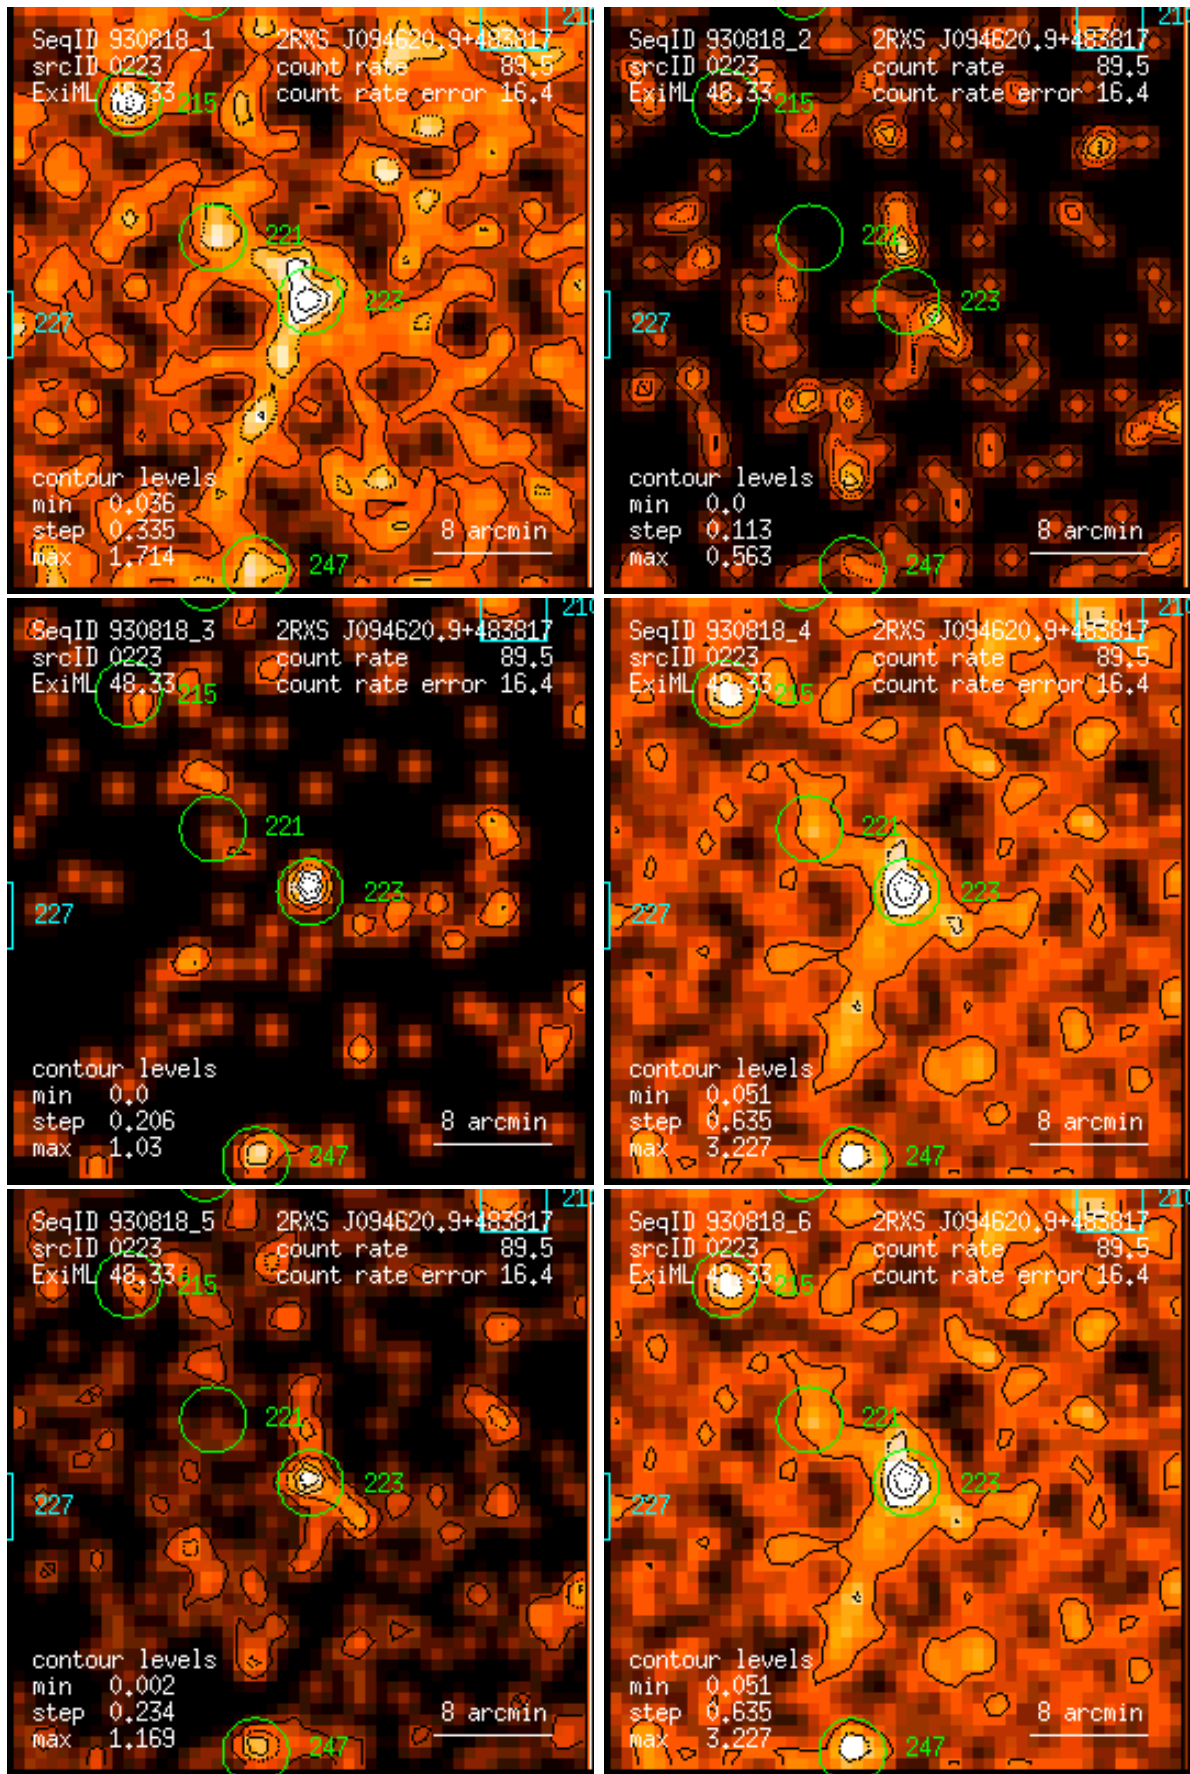 SeqID 930818_1 2RXS J094620.9+483817
srcID 0223 count rate 89.5
ExiML 48.33 count rate error 16.4
215
221
223
227
contour levels
min 0.036
step 0.335
max 1.714
8 arcmin
247
SeqID 930818_2 2RXS J094620.9+483817
srcID 0223 count rate 89.5
ExiML 48.33 count rate error 16.4
215
221
223
227
contour levels
min 0.0
step 0.113
max 0.563
8 arcmin
247
SeqID 930818_3 2RXS J094620.9+483817
srcID 0223 count rate 89.5
ExiML 48.33 count rate error 16.4
215
221
223
227
contour levels
min 0.0
step 0.206
max 1.03
8 arcmin
247
SeqID 930818_4 2RXS J094620.9+483817
srcID 0223 count rate 89.5
ExiML 48.33 count rate error 16.4
215
221
223
227
contour levels
min 0.051
step 0.635
max 3.227
8 arcmin
247
SeqID 930818_5 2RXS J094620.9+483817
srcID 0223 count rate 89.5
ExiML 48.33 count rate error 16.4
215
221
223
227
contour levels
min 0.002
step 0.234
max 1.169
8 arcmin
247
SeqID 930818_6 2RXS J094620.9+483817
srcID 0223 count rate 89.5
ExiML 48.33 count rate error 16.4
215
221
223
227
contour levels
min 0.051
step 0.635
max 3.227
8 arcmin
247